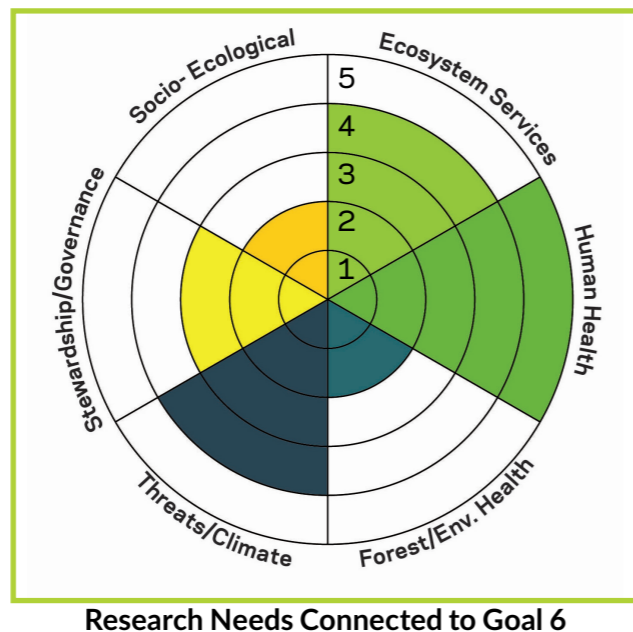 Socio- Ecological
Ecosystem Services
Human Health
Forest/Env. Health
Threats/Climate
Stewardship/Governance
5
4
3
2
1
Research Needs Connected to Goal 6